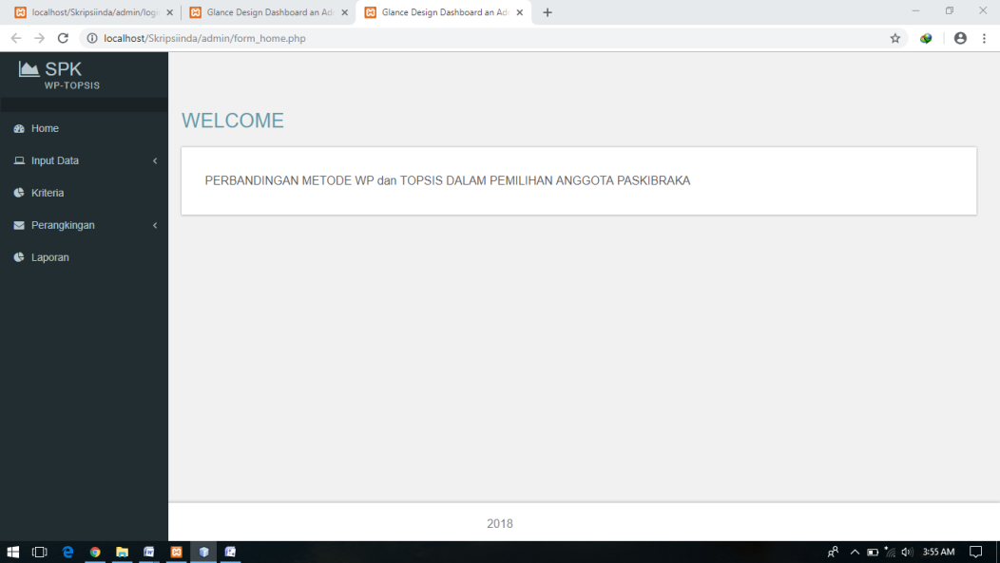 localhost/Skripsiinda/admin/logi
Glance Design Dashboard an Ad
Glance Design Dashboard an Ad
localhost/Skripsiinda/admin/form_home.php
SPK
WP-TOPSIS
Home
Input Data
Kriteria
Perangkingan
Laporan
WELCOME
PERBANDINGAN METODE WP dan TOPSIS DALAM PEMILIHAN ANGGOTA PASKIBRAKA
2018
3:55 AM